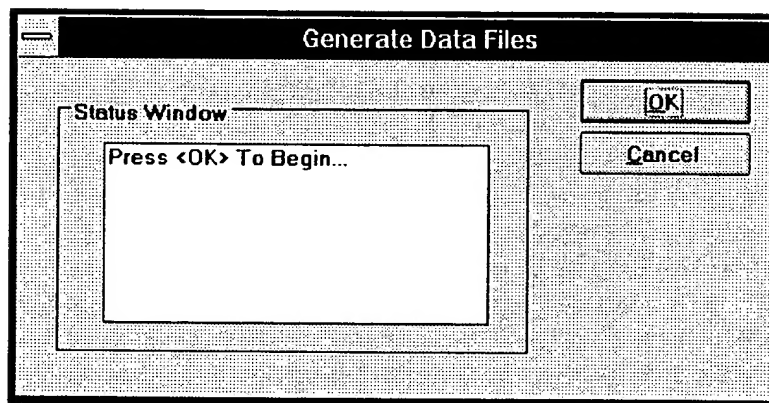 Generate Data Files
Status Window
Press <OK> To Begin...
OK
Cancel